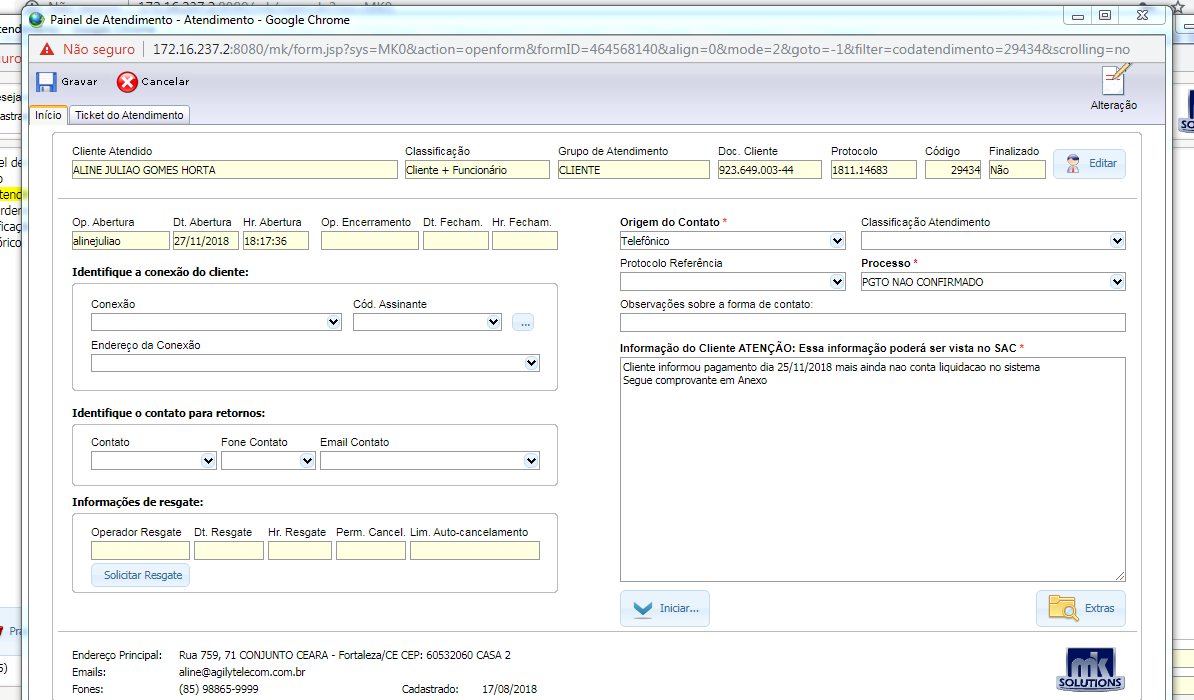 Painel de Atendimento - Atendimento - Google Chrome
Não seguro | 172.16.237.2:8080/mk/form.jsp?sys=MK0&action=openform&formID=464568140&align=0&mode=2&goto=-1&filter=codatendimento=29434&scrolling=no
Gravar Cancelar
Alteração
Início Ticket do Atendimento
Cliente Atendido Classificação Grupo de Atendimento Doc. Cliente Protocolo Código Finalizado
ALINE JULIAO GOMES HORTA Cliente + Funcionário CLIENTE 923.649.003-44 1811.14683 29434 Não Editar
Op. Abertura Dt. Abertura Hr. Abertura Op. Encerramento Dt. Fecham. Hr. Fecham.
alinejuliao 27/11/2018 18:17:36
Origem do Contato * Classificação Atendimento
Telefônico
Protocolo Referência Processo *
PGTO NAO CONFIRMADO
Observações sobre a forma de contato:
Identifique a conexão do cliente:
Conexão Cód. Assinante
...
Endereço da Conexão
Informação do Cliente ATENÇÃO: Essa informação poderá ser vista no SAC *
Cliente informou pagamento dia 25/11/2018 mais ainda nao conta liquidacao no sistema
Segue comprovante em Anexo
Identifique o contato para retornos:
Contato Fone Contato Email Contato
Informações de resgate:
Operador Resgate Dt. Resgate Hr. Resgate Perm. Cancel. Lim. Auto-cancelamento
Solicitar Resgate
Iniciar... Extras
Endereço Principal: Rua 759, 71 CONJUNTO CEARA - Fortaleza/CE CEP: 60532060 CASA 2
Emails: aline@agilytelecom.com.br
Fones: (85) 98865-9999 Cadastrado: 17/08/2018
mk
SOLUTIONS